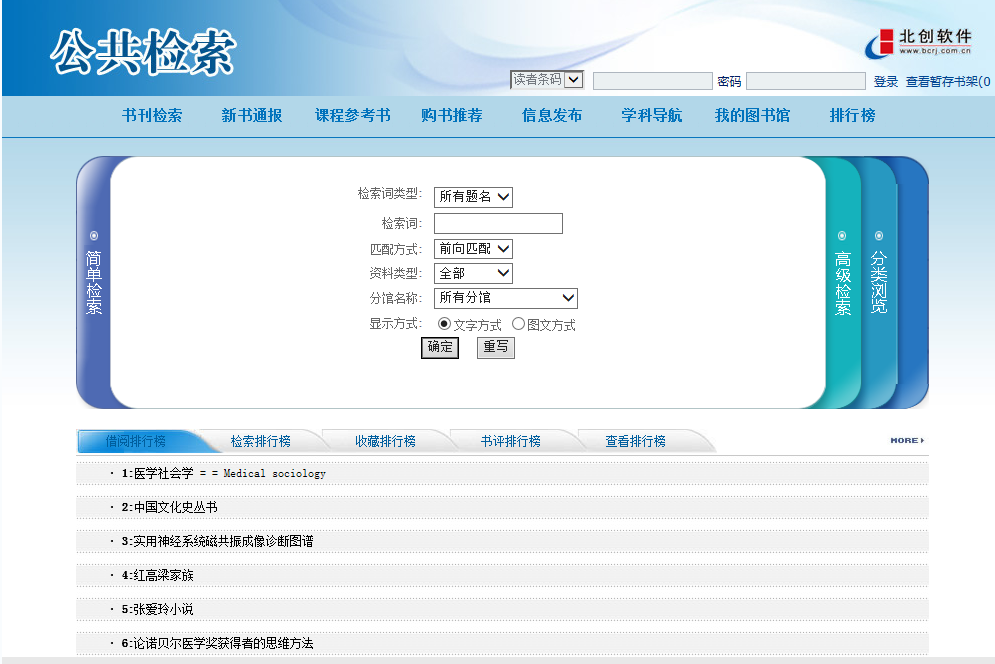 公共检索
北创软件
www.bcrj.com.cn
读者条码 密码 登录 查看暂存书架(0
书刊检索 新书通报 课程参考书 购书推荐 信息发布 学科导航 我的图书馆 排行榜
简单检索
检索词类型: 所有题名
检索词:
匹配方式: 前向匹配
资料类型: 全部
分馆名称: 所有分馆
显示方式: 文字方式 图文方式
确定 重写
高级检索
分类浏览
借阅排行榜 检索排行榜 收藏排行榜 书评排行榜 查看排行榜 MORE
· 1:医学社会学 = = Medical sociology
· 2:中国文化史丛书
· 3:实用神经系统磁共振成像诊断图谱
· 4:红高粱家族
· 5:张爱玲小说
· 6:论诺贝尔医学奖获得者的思维方法